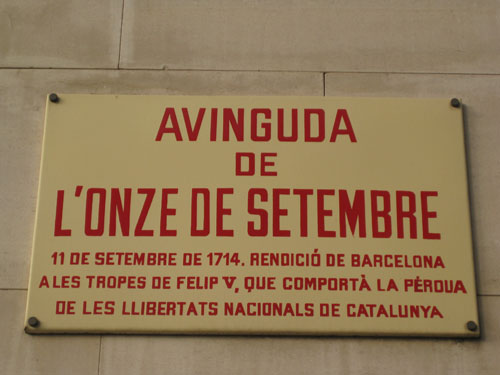 AVINGUDA
DE
L'ONZE DE SETEMBRE
11 DE SETEMBRE DE 1714. RENDICIÓ DE BARCELONA
A LES TROPES DE FELIP V, QUE COMPORTÀ LA PÉRDUA
DE LES LLIBERTATS NACIONALS DE CATALUNYA